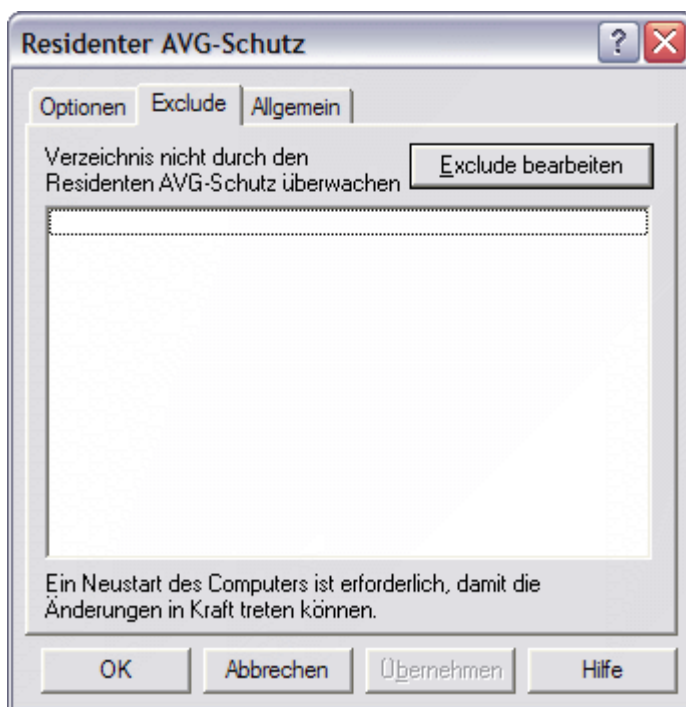 Residenter AVG-Schutz
Optionen
Exclude
Allgemein
Verzeichnis nicht durch den
Residenten AVG-Schutz überwachen
Exclude bearbeiten
Ein Neustart des Computers ist erforderlich, damit die
Änderungen in Kraft treten können.
OK
Abbrechen
Übernehmen
Hilfe